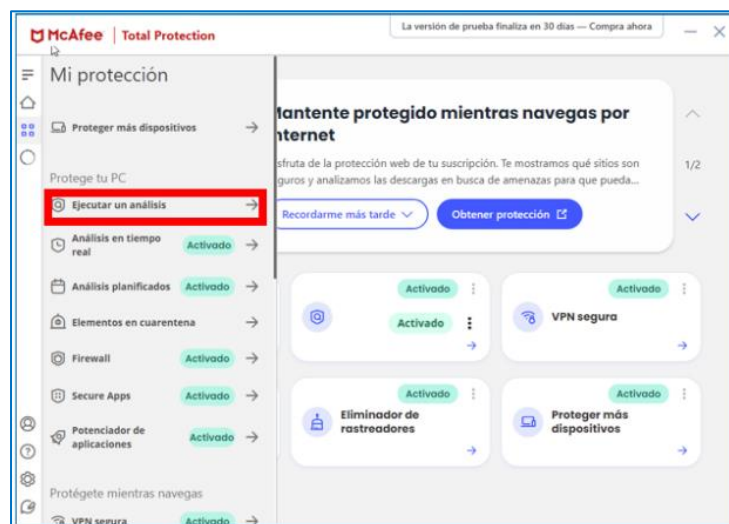 McAfee | Total Protection
La versión de prueba finaliza en 30 días — Compra ahora
Mi protección
Proteger más dispositivos
Protege tu PC
Ejecutar un análisis
Análisis en tiempo
real
Activado
Análisis planificados
Activado
Elementos en cuarentena
Firewall
Activado
Secure Apps
Activado
Potenciador de
aplicaciones
Activado
Protégete mientras navegas
VPN segura
Activado
Mantente protegido mientras navegas por
nternet
sfruta de la protección web de tu suscripción. Te mostramos qué sitios son
guros y analizamos las descargas en busca de amenazas para que pueda...
Recordarme más tarde
Obtener protección
1/2
Activado
Activado
Activado
VPN segura
Activado
Eliminador de
rastreadores
Activado
Proteger más
dispositivos